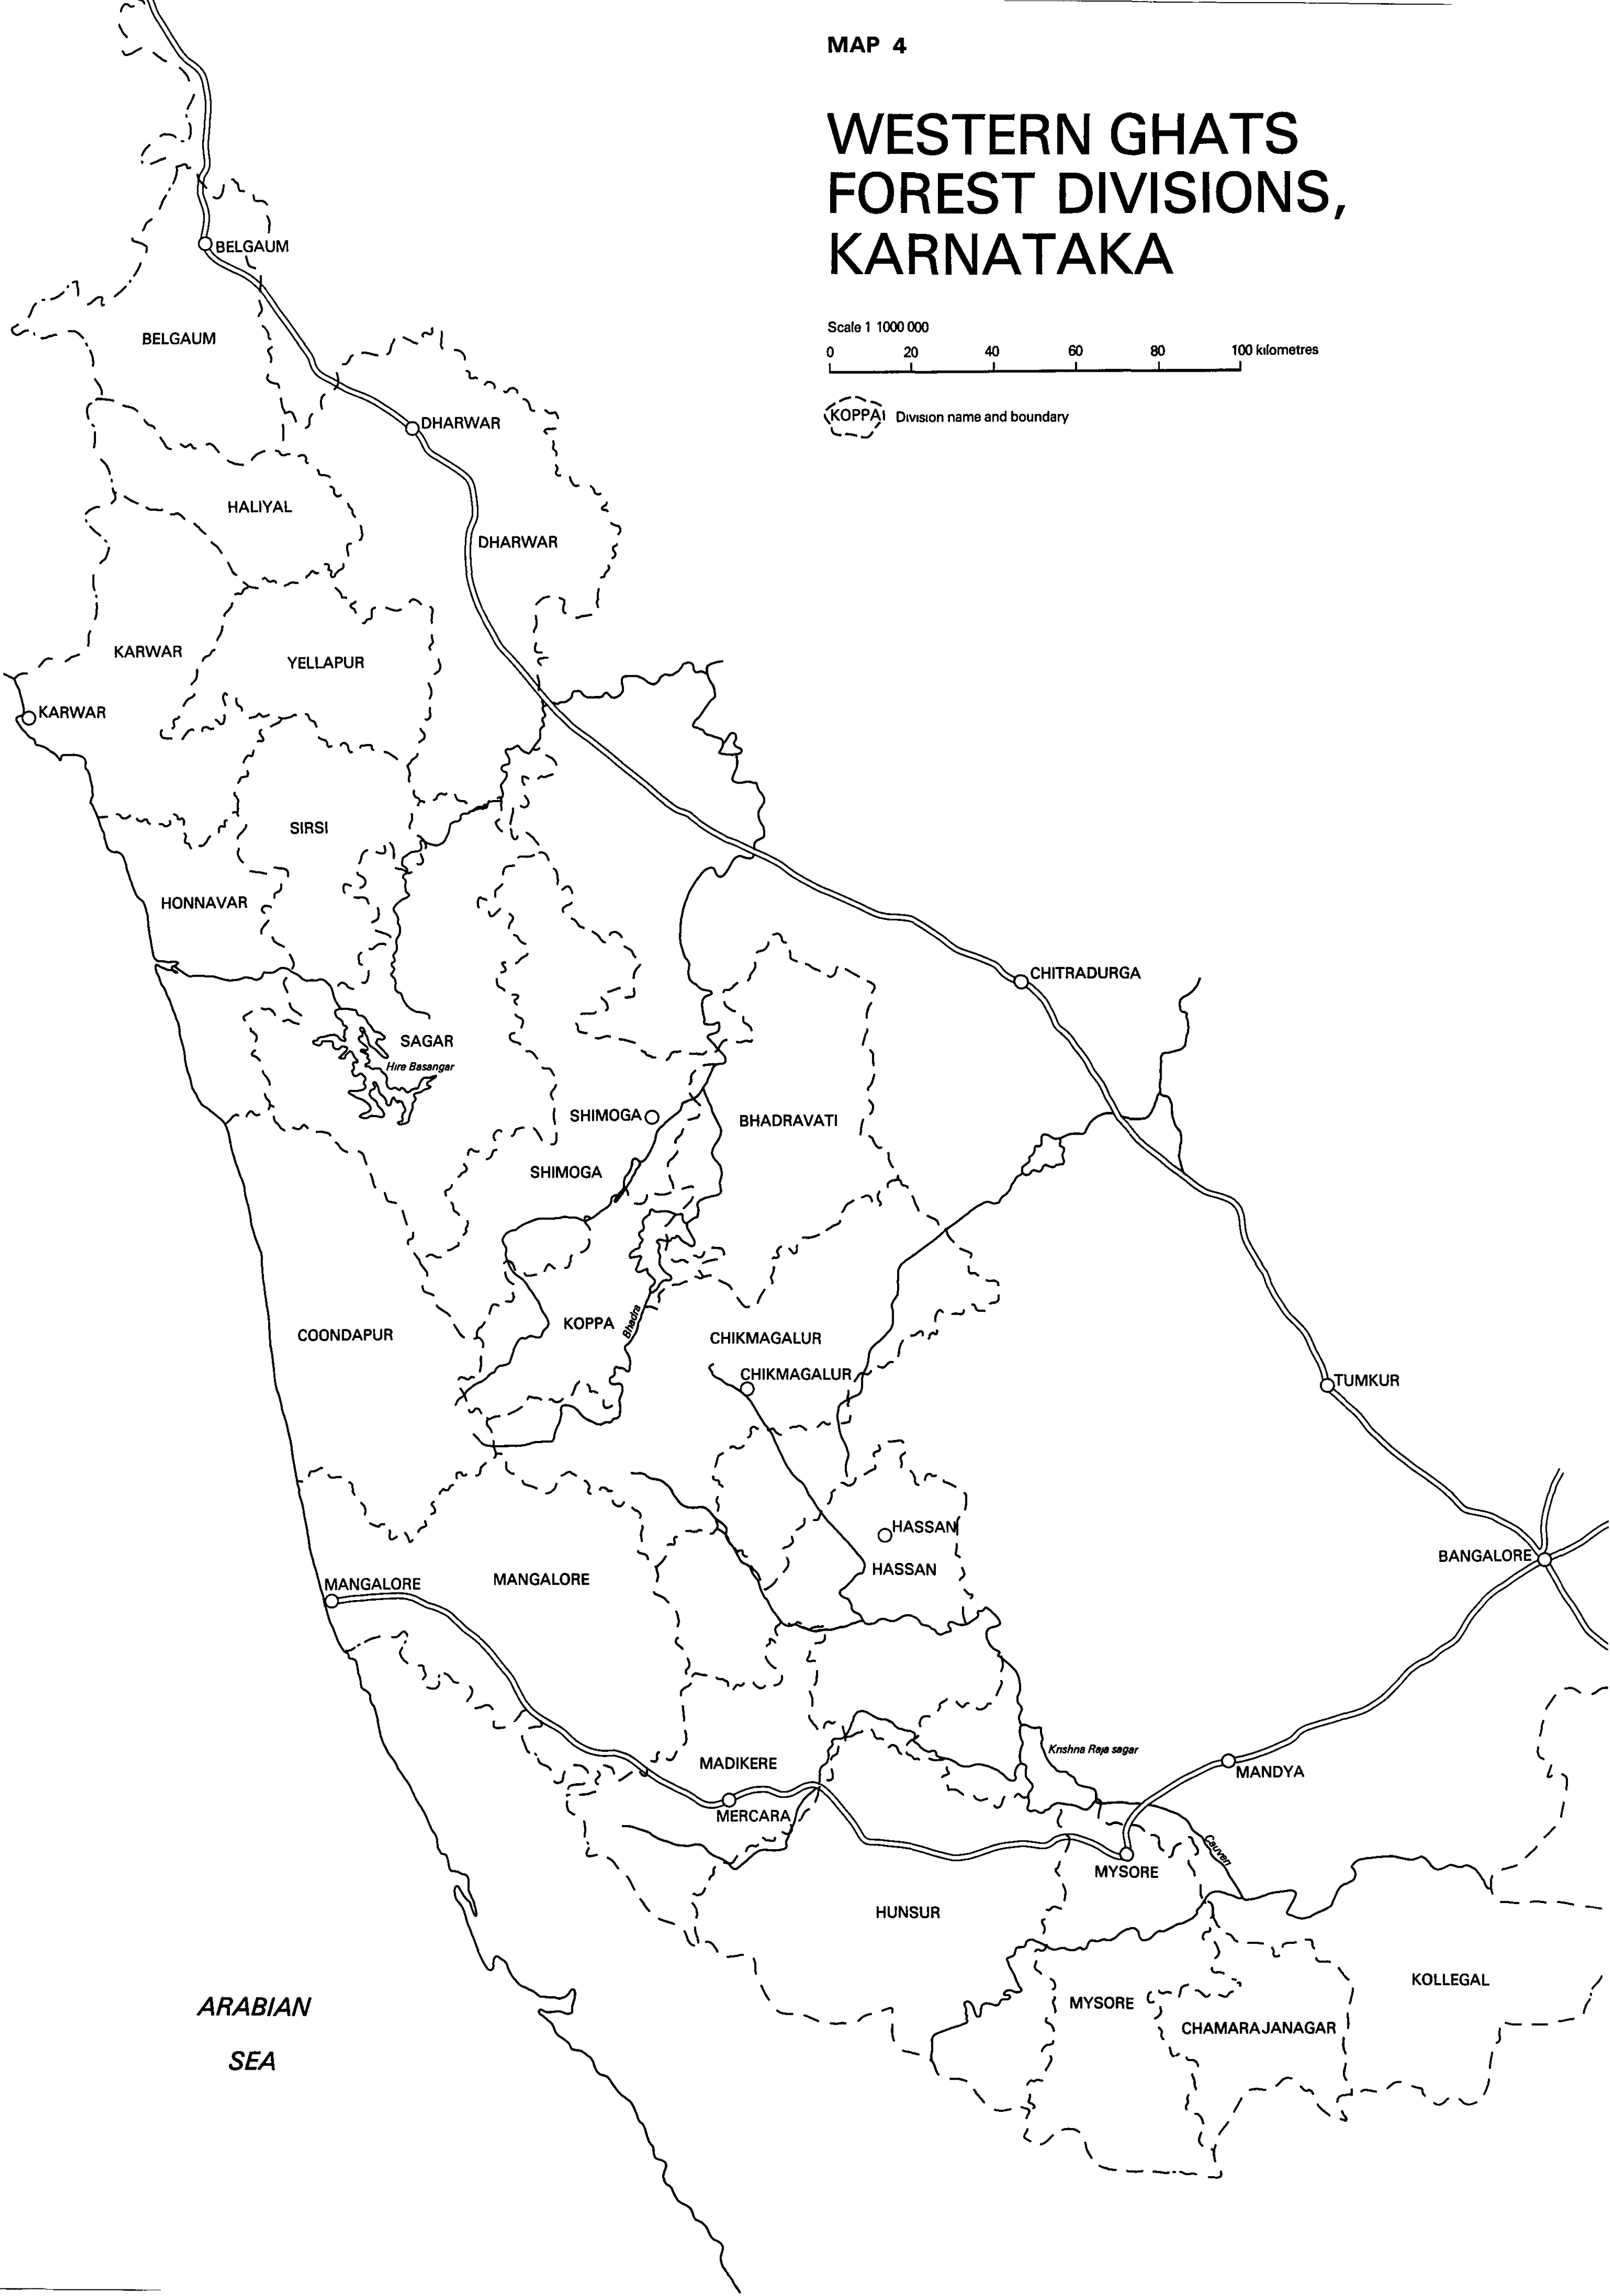 MAP 4
WESTERN GHATS
FOREST DIVISIONS,
KARNATAKA
Scale 1 1000 000
0 20 40 60 80 100 kilometres
KOPPA Division name and boundary
BELGAUM
BELGAUM
DHARWAR
HALIYAL
DHARWAR
KARWAR
YELLAPUR
KARWAR
SIRSI
HONNAVAR
CHITRADURGA
SAGAR
Hire Basangar
SHIMOGA
BHADRAVATI
SHIMOGA
KOPPA
Bhadra
COONDAPUR
CHIKMAGALUR
CHIKMAGALUR
TUMKUR
HASSAN
BANGALORE
HASSAN
MANGALORE
MANGALORE
Krishna Raja sagar
MADIKERE
MANDYA
MERCARA
Cauveri
MYSORE
HUNSUR
KOLLEGAL
MYSORE
ARABIAN
CHAMARAJANAGAR
SEA